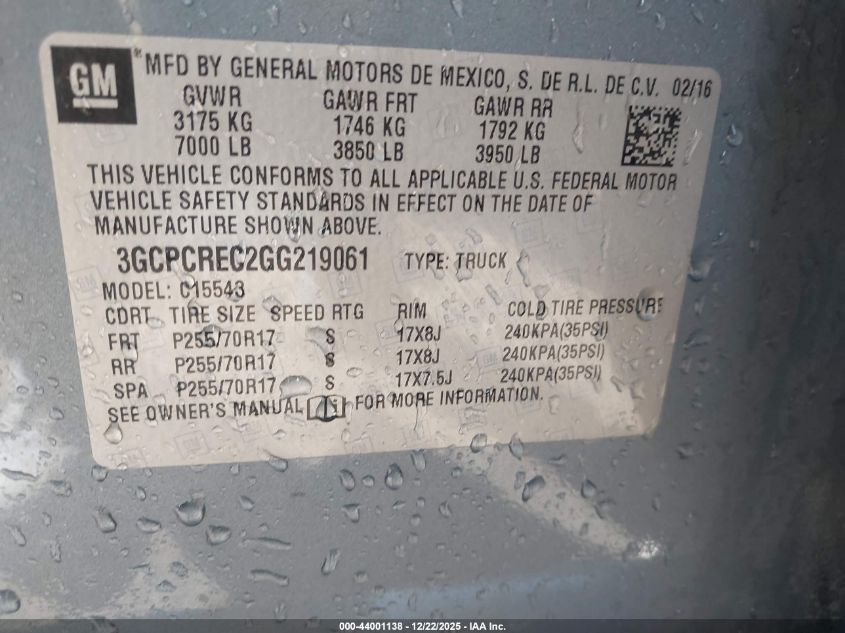 GM
MFD BY GENERAL MOTORS DE MEXICO, S. DE R.L. DE C.V. 02/16
GVWR GAWR FRT GAWR RR
3175 KG 1746 KG 1792 KG
7000 LB 3850 LB 3950 LB
THIS VEHICLE CONFORMS TO ALL APPLICABLE U.S. FEDERAL MOTOR
VEHICLE SAFETY STANDARDS IN EFFECT ON THE DATE OF
MANUFACTURE SHOWN ABOVE.
3GCPCREC2GG219061 TYPE: TRUCK
MODEL: C15543
CDRT TIRE SIZE SPEED RTG RIM COLD TIRE PRESSURE
FRT P255/70R17 S 17X8J 240KPA(35PSI)
RR P255/70R17 S 17X8J 240KPA(35PSI)
SPA P255/70R17 S 17X7.5J 240KPA(35PSI)
SEE OWNER'S MANUAL FOR MORE INFORMATION.
000-44001138 - 12/22/2025 - IAA Inc.